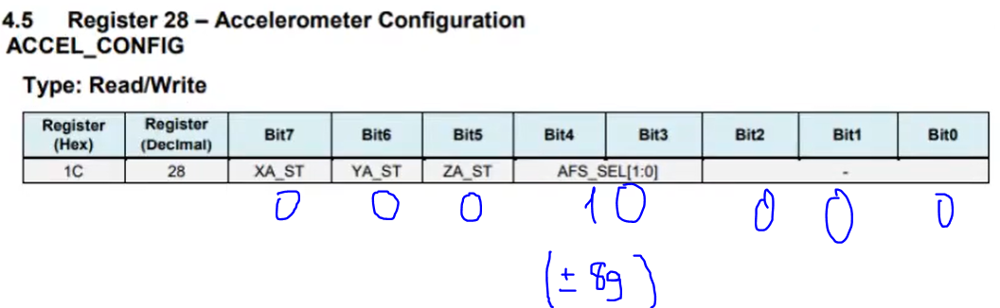 4.5 Register 28 – Accelerometer Configuration
ACCEL_CONFIG
Type: Read/Write
Register (Hex) Register (Decimal) Bit7 Bit6 Bit5 Bit4 Bit3 Bit2 Bit1 Bit0
1C 28 XA_ST YA_ST ZA_ST AFS_SEL[1:0] -
0 0 0 1 0 0 0 0
(± 8g)